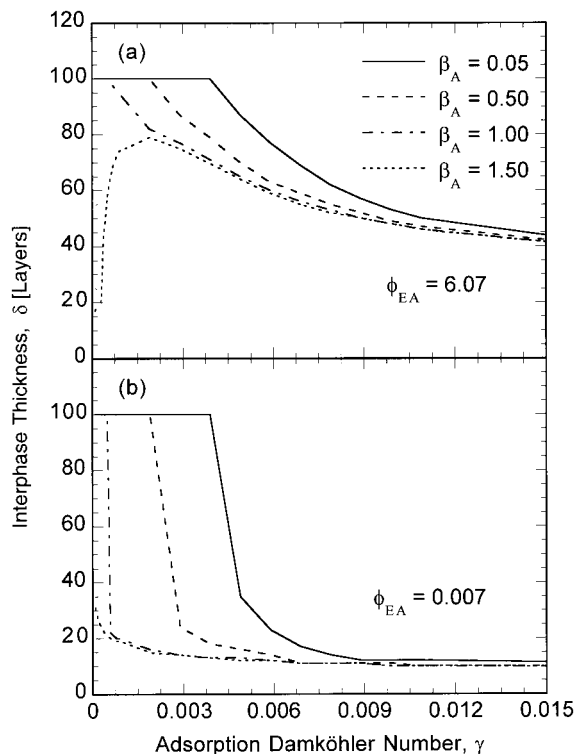 120
(a)
100
80
60
40
20
0
β_A = 0.05
β_A = 0.50
β_A = 1.00
β_A = 1.50
ϕ_EA = 6.07
Interphase Thickness, δ [Layers]
(b)
100
80
60
40
20
0
ϕ_EA = 0.007
0
0.003
0.006
0.009
0.012
0.015
Adsorption Damköhler Number, γ